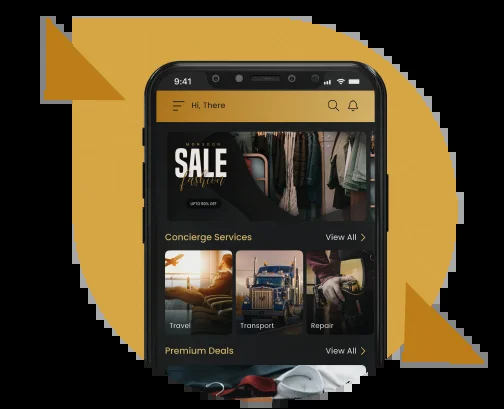 9:41
Hi, There
MONSOON
SALE
fashion
UPTO 50% OFF
Concierge Services
View All
Travel
Transport
Repair
Premium Deals
View All